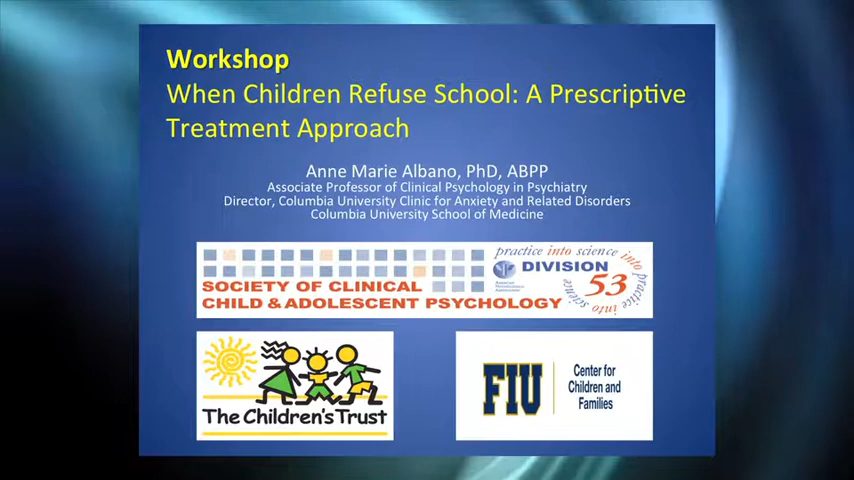 Workshop
When Children Refuse School: A Prescriptive
Treatment Approach
Anne Marie Albano, PhD, ABPP
Associate Professor of Clinical Psychology in Psychiatry
Director, Columbia University Clinic for Anxiety and Related Disorders
Columbia University School of Medicine
practice into science into practice into science
DIVISION
53
SOCIETY OF CLINICAL
CHILD & ADOLESCENT PSYCHOLOGY
The Children's Trust
FIU
Center for
Children and
Families